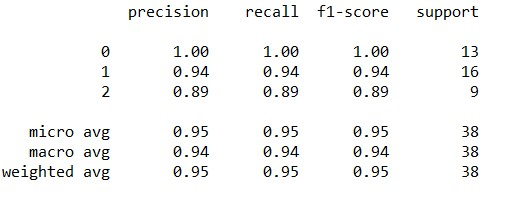 precision recall f1-score support
0 1.00 1.00 1.00 13
1 0.94 0.94 0.94 16
2 0.89 0.89 0.89 9
micro avg 0.95 0.95 0.95 38
macro avg 0.94 0.94 0.94 38
weighted avg 0.95 0.95 0.95 38